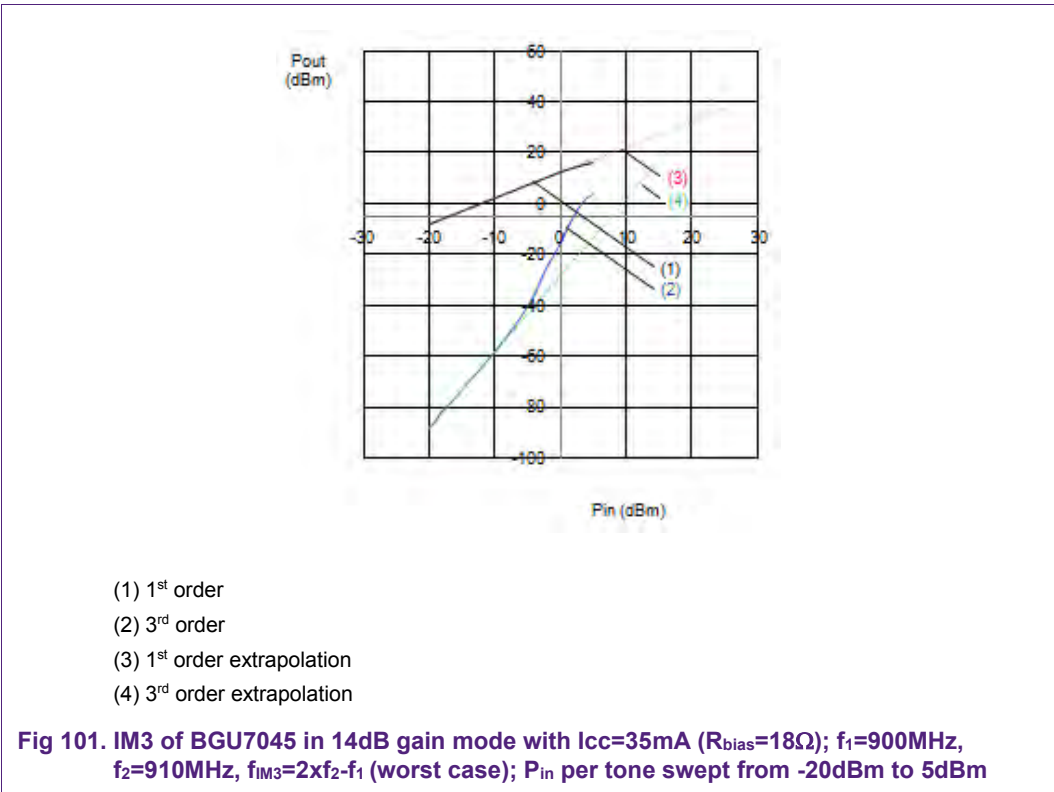 Pout
(dBm)
60
40
20
0
-30 -20 -10 0 10 20 30
-20
-40
-60
-80
-100
(3)
(4)
(1)
(2)
Pin (dBm)
(1) 1st order
(2) 3rd order
(3) 1st order extrapolation
(4) 3rd order extrapolation
Fig 101. IM3 of BGU7045 in 14dB gain mode with Icc=35mA (Rbias=18Ω); f1=900MHz,
f2=910MHz, fIM3=2xf2-f1 (worst case); Pin per tone swept from -20dBm to 5dBm